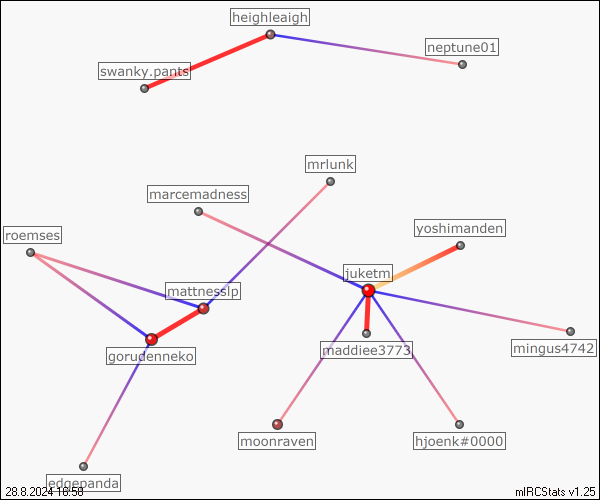 heighleaigh
neptune01
swanky.pants
mrlunk
marcemadness
yoshimanden
roemses
juketm
mattnesslp
maddiee3773
mingus4742
gorudenneko
moonraven
hjoenk#0000
edgepanda
28.8.2024 16:58
mIRCStats v1.25